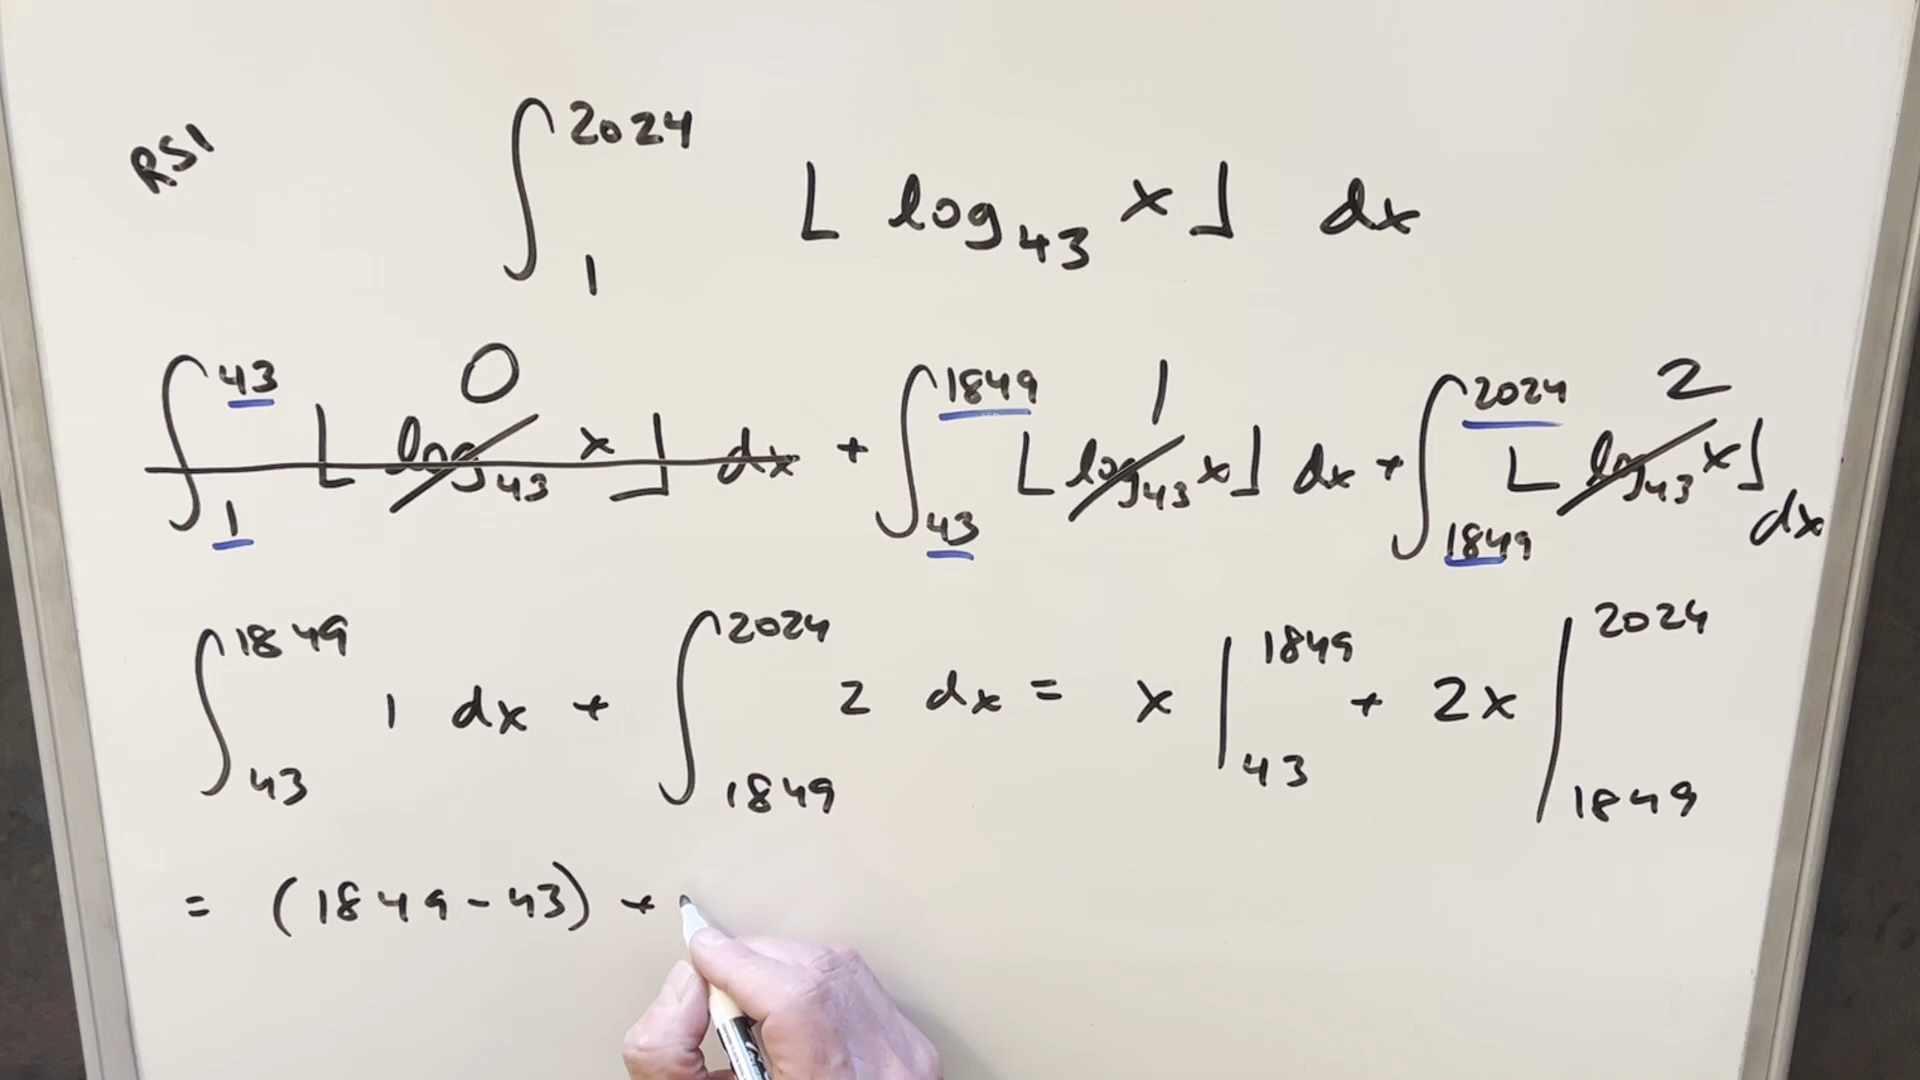 RSI
∫₁²⁰²⁴ ⌊log₄₃ x⌋ dx
∫₁⁴³ ⌊log₄₃ x⌋ dx 0 + ∫₄₃¹⁸⁴⁹ ⌊log₄₃ x⌋ dx 1 + ∫₁₈₄₉²⁰²⁴ ⌊log₄₃ x⌋ dx 2
∫₄₃¹⁸⁴⁹ 1 dx + ∫₁₈₄₉²⁰²⁴ 2 dx = x |₄₃¹⁸⁴⁹ + 2x |₁₈₄₉²⁰²⁴
= (1849 - 43) +